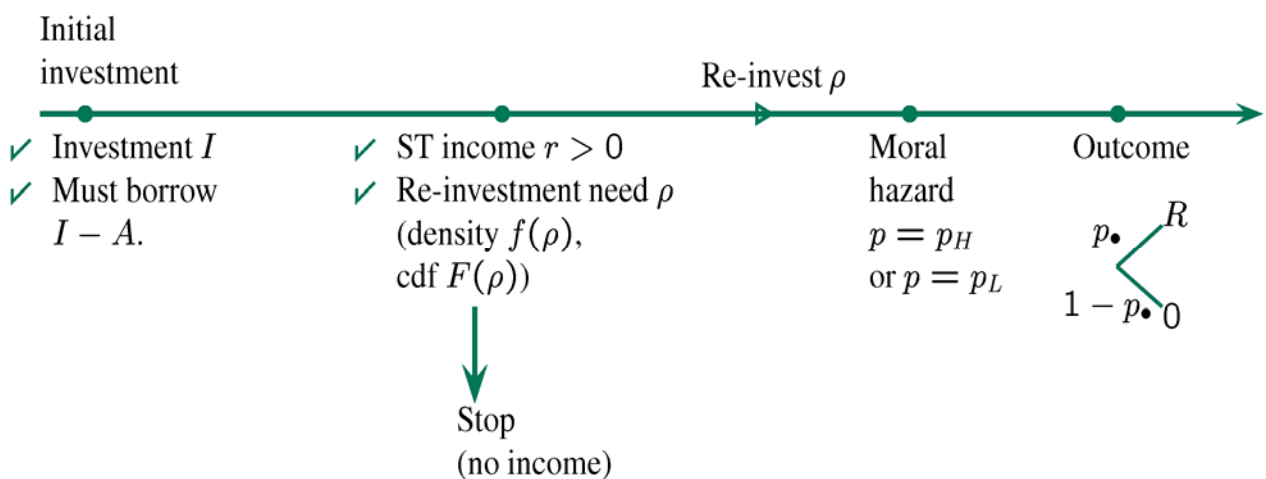 Initial
investment
Re-invest ρ
✓ Investment I
✓ Must borrow
I − A.
✓ ST income r > 0
✓ Re-investment need ρ
(density f(ρ),
cdf F(ρ))
Stop
(no income)
Moral
hazard
p = p_H
or p = p_L
Outcome
p•
R
1 − p•
0